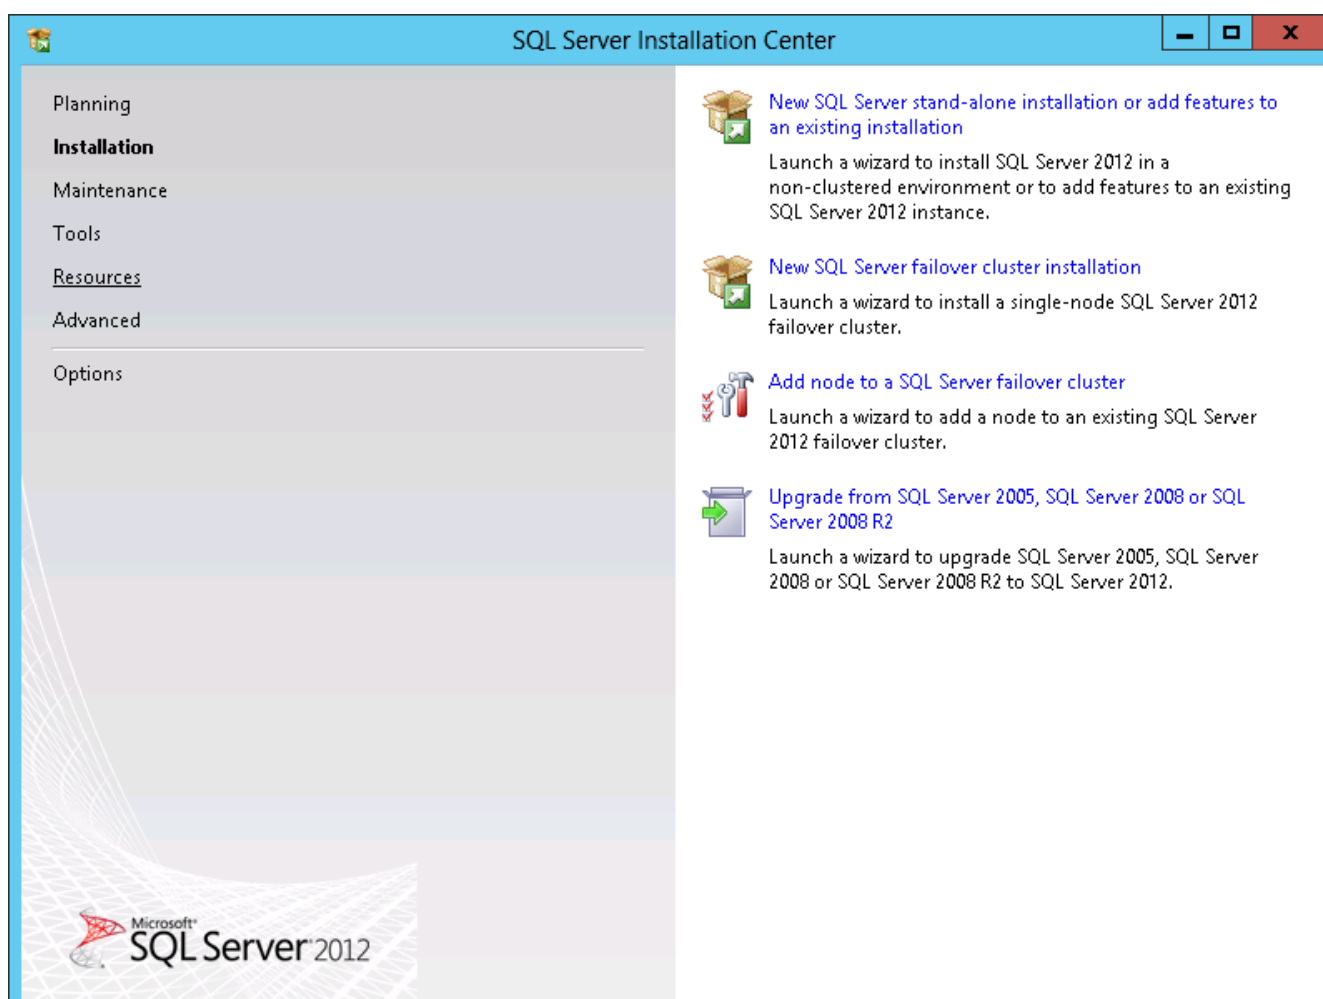 SQL Server Installation Center
Planning
Installation
Maintenance
Tools
Resources
Advanced
Options
New SQL Server stand-alone installation or add features to
an existing installation
Launch a wizard to install SQL Server 2012 in a
non-clustered environment or to add features to an existing
SQL Server 2012 instance.
New SQL Server failover cluster installation
Launch a wizard to install a single-node SQL Server 2012
failover cluster.
Add node to a SQL Server failover cluster
Launch a wizard to add a node to an existing SQL Server
2012 failover cluster.
Upgrade from SQL Server 2005, SQL Server 2008 or SQL
Server 2008 R2
Launch a wizard to upgrade SQL Server 2005, SQL Server
2008 or SQL Server 2008 R2 to SQL Server 2012.
Microsoft®
SQL Server 2012